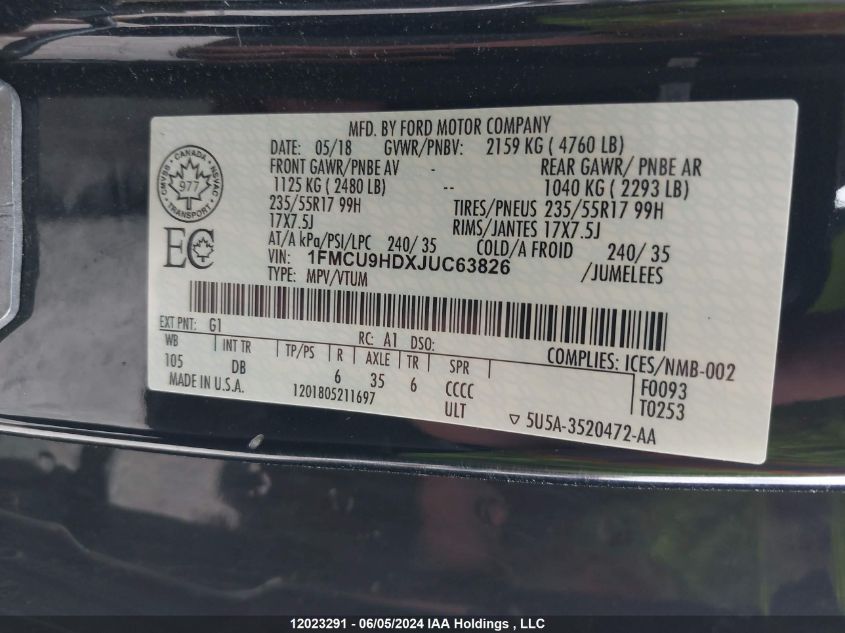 MFD. BY FORD MOTOR COMPANY
DATE: 05/18 GVWR/PNBV: 2159 KG ( 4760 LB)
FRONT GAWR/PNBE AV - REAR GAWR/ PNBE AR
1125 KG ( 2480 LB) -- 1040 KG ( 2293 LB)
235/55R17 99H TIRES/PNEUS 235/55R17 99H
17X7.5J RIMS/JANTES 17X7.5J
AT/A kPa/PSI/LPC 240/ 35 COLD/A FROID 240/ 35
VIN: 1FMCU9HDXJUC63826 /JUMELEES
TYPE: MPV/VTUM
CANADA
CMVSS NSVAC
977
TRANSPORT
EC
EXT PNT: G1 RC: A1 DSO:
WB INT TR TP/PS R AXLE TR SPR COMPLIES: ICES/NMB-002
105 DB 6 35 6 CCCC F0093
MADE IN U.S.A. 1201805211697 ULT T0253
▽ 5U5A-3520472-AA
12023291 - 06/05/2024 IAA Holdings , LLC